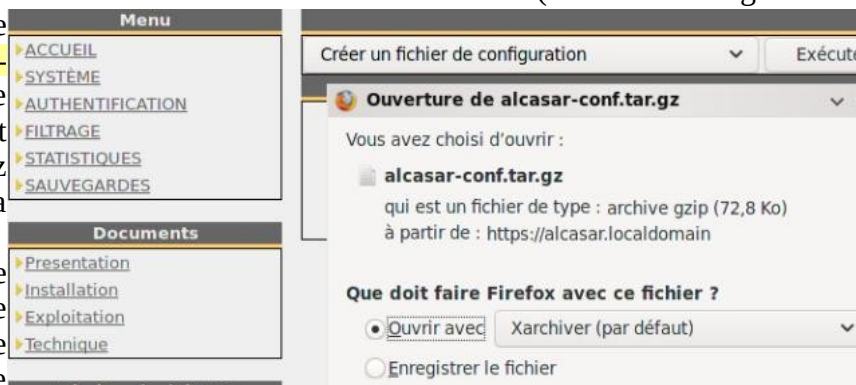 Menu
ACCUEIL
SYSTÈME
AUTHENTIFICATION
FILTRAGE
STATISTIQUES
SAUVEGARDES
Documents
Presentation
Installation
Exploitation
Technique
Créer un fichier de configuration
Ouverture de alcasar-conf.tar.gz
Vous avez choisi d'ouvrir :
alcasar-conf.tar.gz
qui est un fichier de type : archive gzip (72,8 Ko)
à partir de : https://alcasar.localdomain
Que doit faire Firefox avec ce fichier ?
Ouvrir avec Xarchiver (par défaut)
Enregistrer le fichier